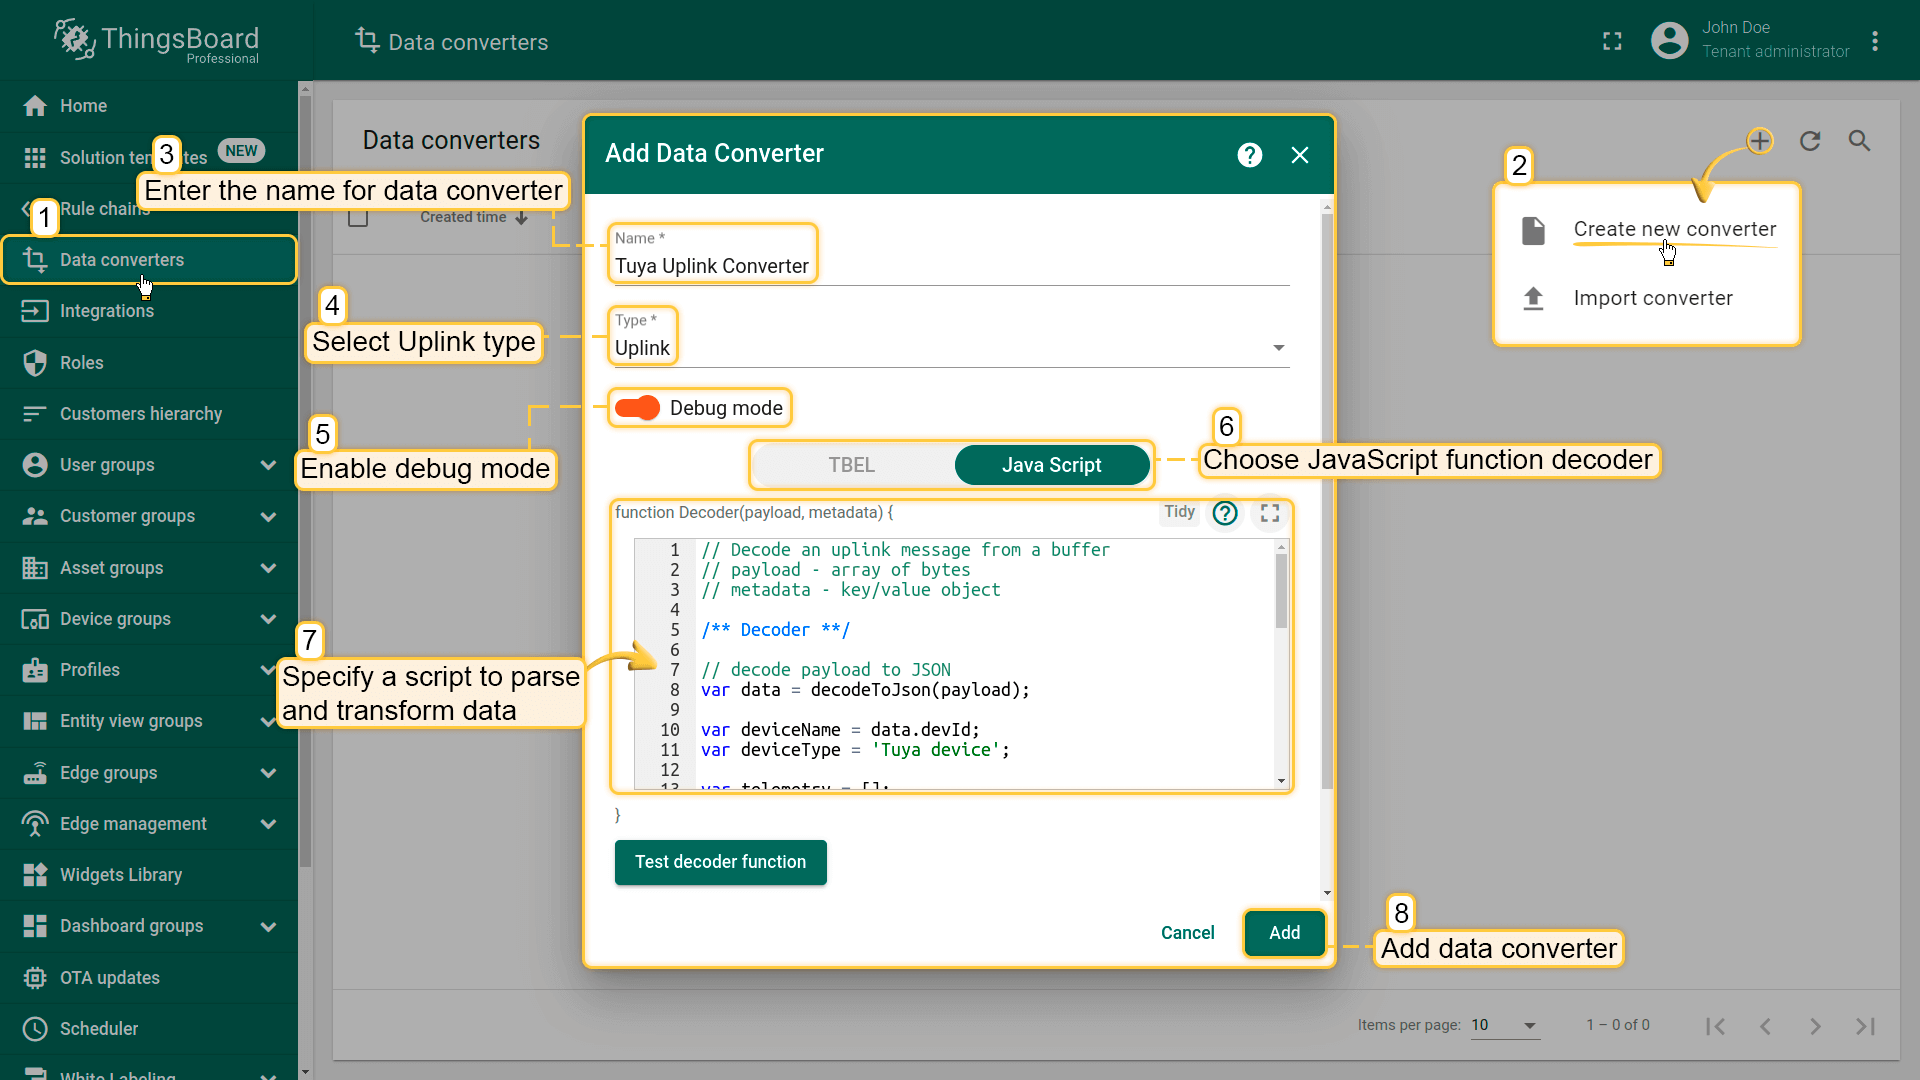 ThingsBoard
Professional
Data converters
John Doe
Tenant administrator
Home
Solution templates NEW
Rule chains
Data converters
Integrations
Roles
Customers hierarchy
User groups
Customer groups
Asset groups
Device groups
Profiles
Entity view groups
Edge groups
Edge management
Widgets Library
Dashboard groups
OTA updates
Scheduler
White Labeling
Data converters
Created time
1
2
Create new converter
Import converter
3
Enter the name for data converter
4
Select Uplink type
5
Enable debug mode
6
Choose JavaScript function decoder
7
Specify a script to parse
and transform data
8
Add data converter
Add Data Converter
Name *
Tuya Uplink Converter
Type *
Uplink
Debug mode
TBEL Java Script
function Decoder(payload, metadata) {
Tidy
1 // Decode an uplink message from a buffer
2 // payload - array of bytes
3 // metadata - key/value object
4
5 /** Decoder **/
6
7 // decode payload to JSON
8 var data = decodeToJson(payload);
9
10 var deviceName = data.devId;
11 var deviceType = 'Tuya device';
12
13 var telemetry = [];
}
Test decoder function
Cancel
Add
Items per page: 10 1 – 0 of 0